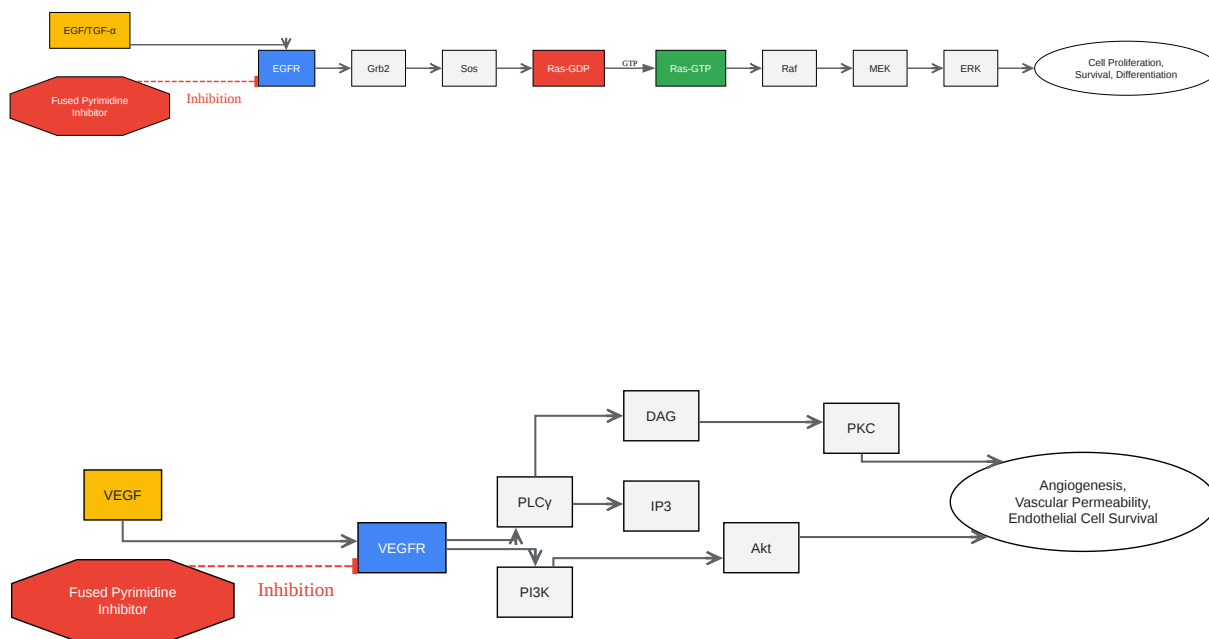 EGF/TGF-α
EGFR
Grb2
Sos
Ras-GDP
GTP
Ras-GTP
Raf
MEK
ERK
Cell Proliferation,
Survival, Differentiation
Fused Pyrimidine
Inhibitor
Inhibition
DAG
PKC
VEGF
PLCγ
IP3
Angiogenesis,
Vascular Permeability,
Endothelial Cell Survival
VEGFR
Akt
PI3K
Fused Pyrimidine
Inhibitor
Inhibition